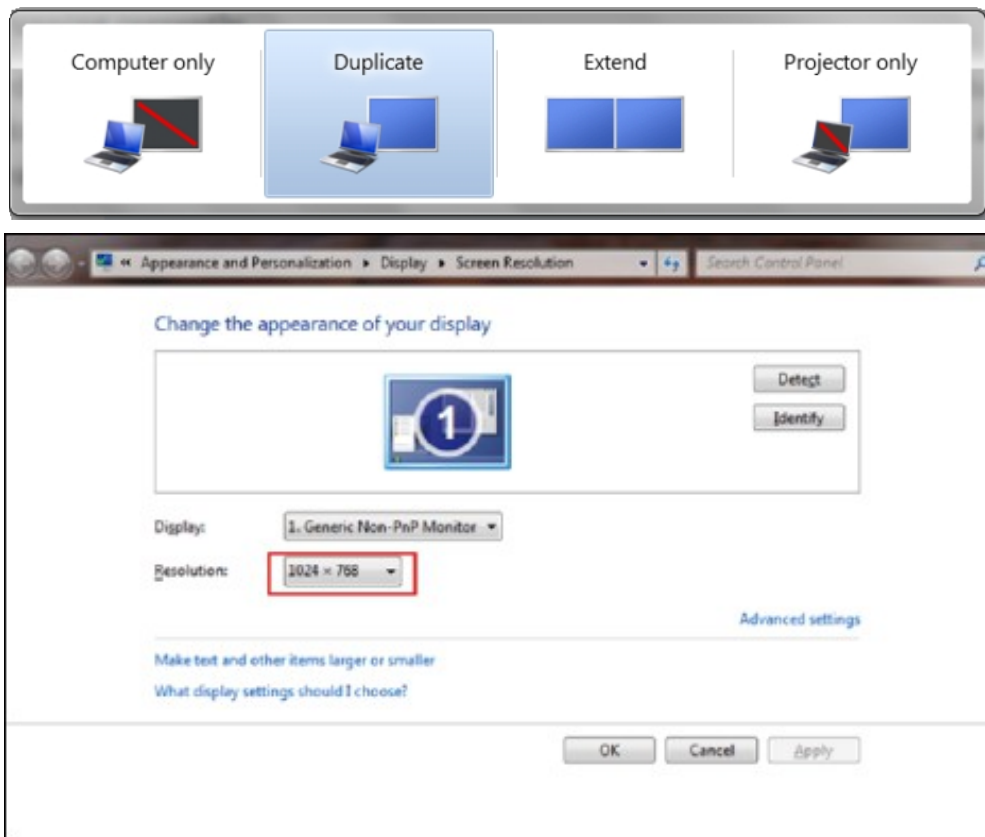 Computer only Duplicate Extend Projector only
« Appearance and Personalization ▸ Display ▸ Screen Resolution Search Control Panel
Change the appearance of your display
1
Detect
Identify
Display: 1. Generic Non-PnP Monitor
Resolution: 1024 × 768
Advanced settings
Make text and other items larger or smaller
What display settings should I choose?
OK Cancel Apply